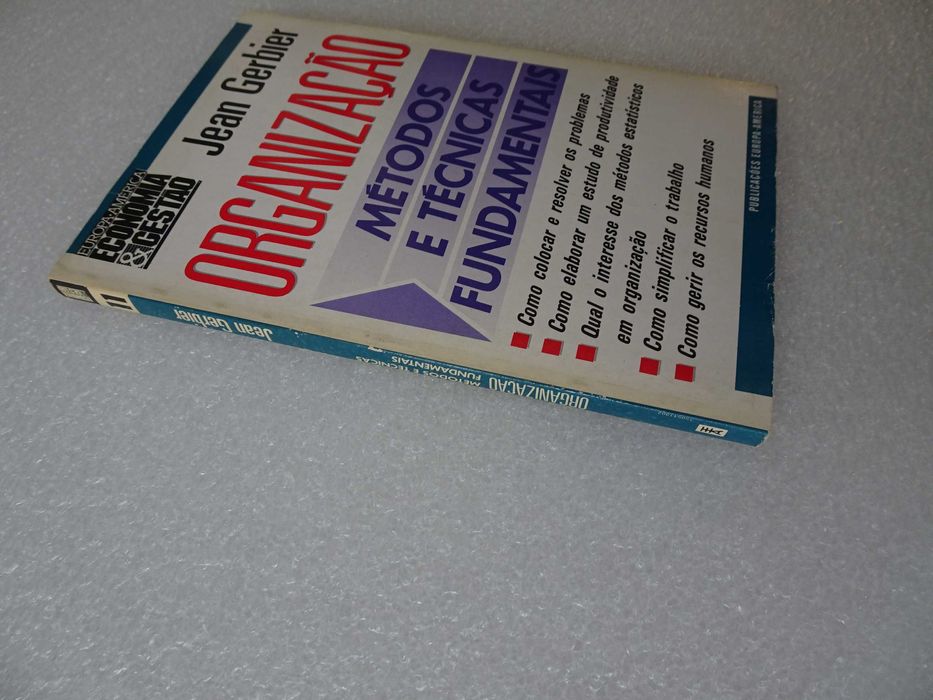 EUROPA-AMÉRICA
ECONOMIA
&GESTÃO
Jean Gerbier
ORGANIZAÇÃO
MÉTODOS
E TÉCNICAS
FUNDAMENTAIS
Como colocar e resolver os problemas
Como elaborar um estudo de produtividade
Qual o interesse dos métodos estatísticos
em organização
Como simplificar o trabalho
Como gerir os recursos humanos
PUBLICAÇÕES EUROPA-AMERICA
11
Jean Gerbier
ORGANIZAÇÃO
MÉTODOS E TÉCNICAS
FUNDAMENTAIS